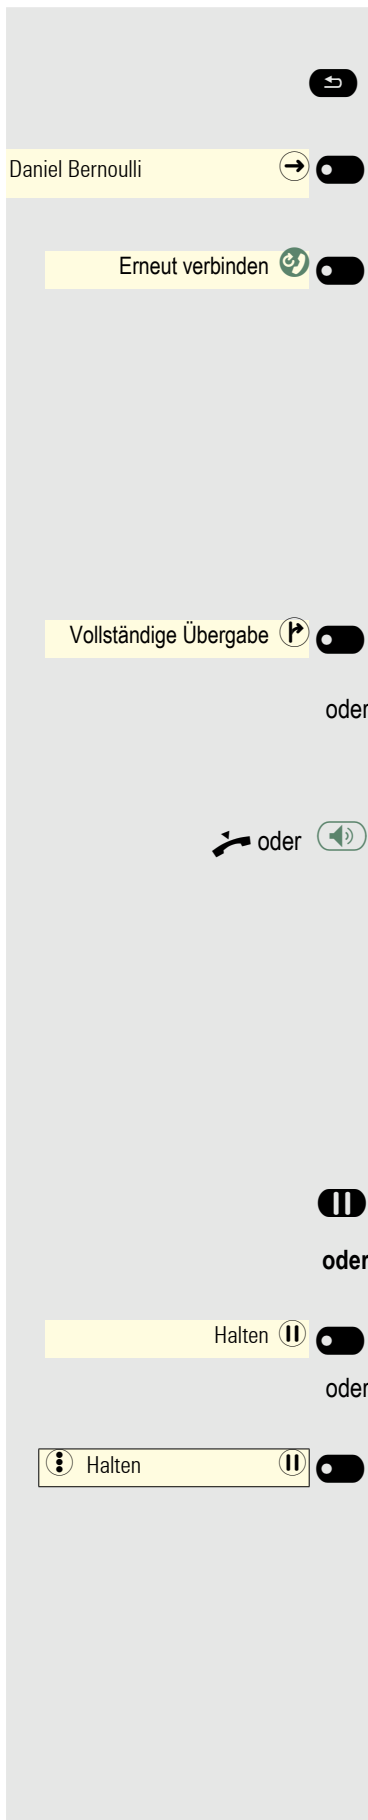 Daniel Bernoulli
Erneut verbinden
Vollständige Übergabe
oder
oder
oder
Halten
oder
Halten